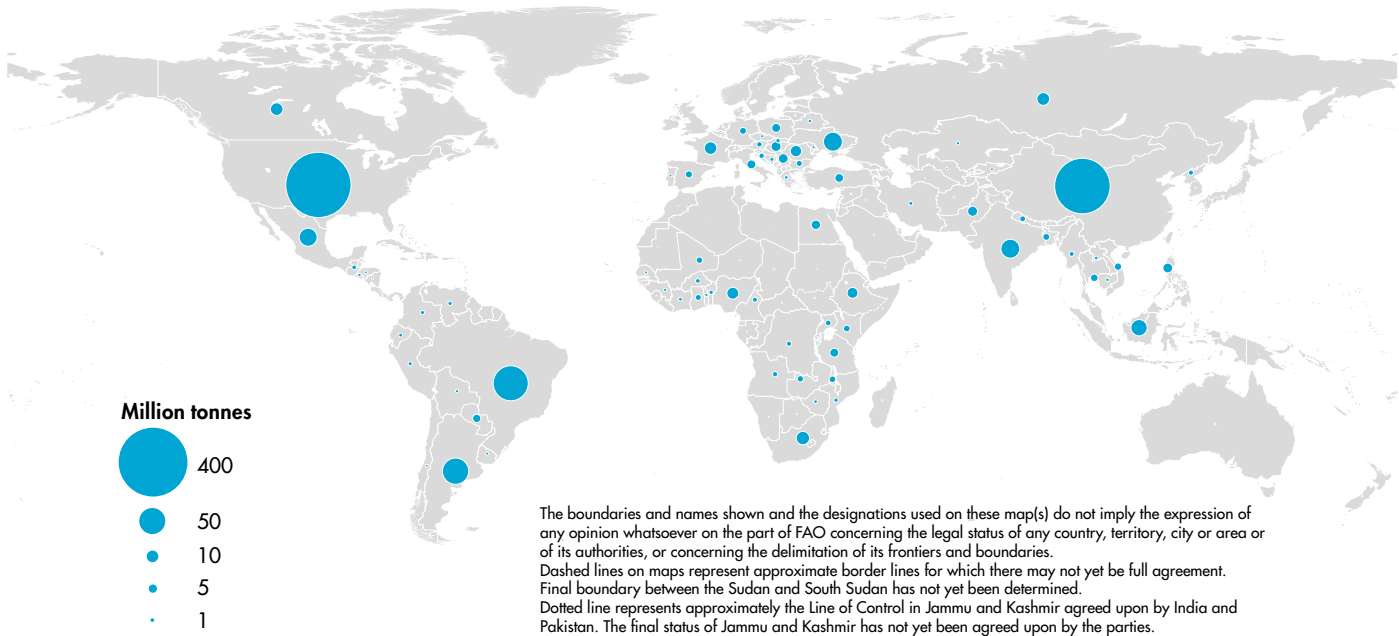 Million tonnes
400
50
10
5
1
The boundaries and names shown and the designations used on these map(s) do not imply the expression of
any opinion whatsoever on the part of FAO concerning the legal status of any country, territory, city or area or
of its authorities, or concerning the delimitation of its frontiers and boundaries.
Dashed lines on maps represent approximate border lines for which there may not yet be full agreement.
Final boundary between the Sudan and South Sudan has not yet been determined.
Dotted line represents approximately the Line of Control in Jammu and Kashmir agreed upon by India and
Pakistan. The final status of Jammu and Kashmir has not yet been agreed upon by the parties.